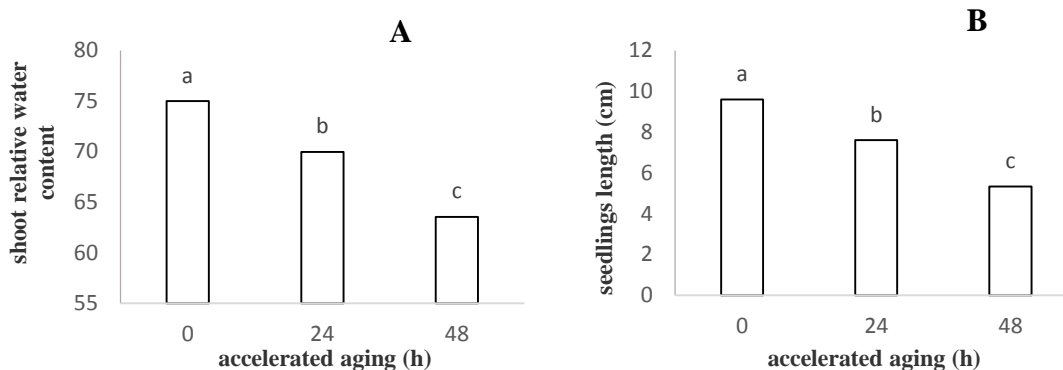 A
shoot relative water
content
80
75
70
65
60
55
a
b
c
0 24 48
accelerated aging (h)
B
seedlings length (cm)
12
10
8
6
4
2
0
a
b
c
0 24 48
accelerated aging (h)